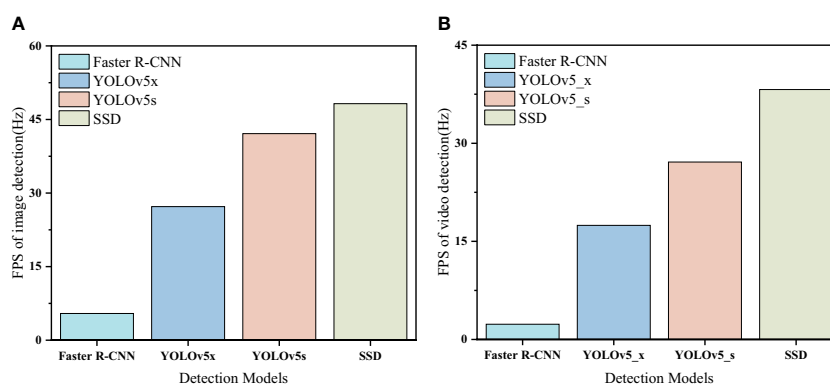 A
FPS of image detection(Hz)
60
45
30
15
0
Faster R-CNN
YOLOv5x
YOLOv5s
SSD
Faster R-CNN YOLOv5x YOLOv5s SSD
Detection Models
B
FPS of video detection(Hz)
45
30
15
0
Faster R-CNN
YOLOv5_x
YOLOv5_s
SSD
Faster R-CNN YOLOv5_x YOLOv5_s SSD
Detection Models